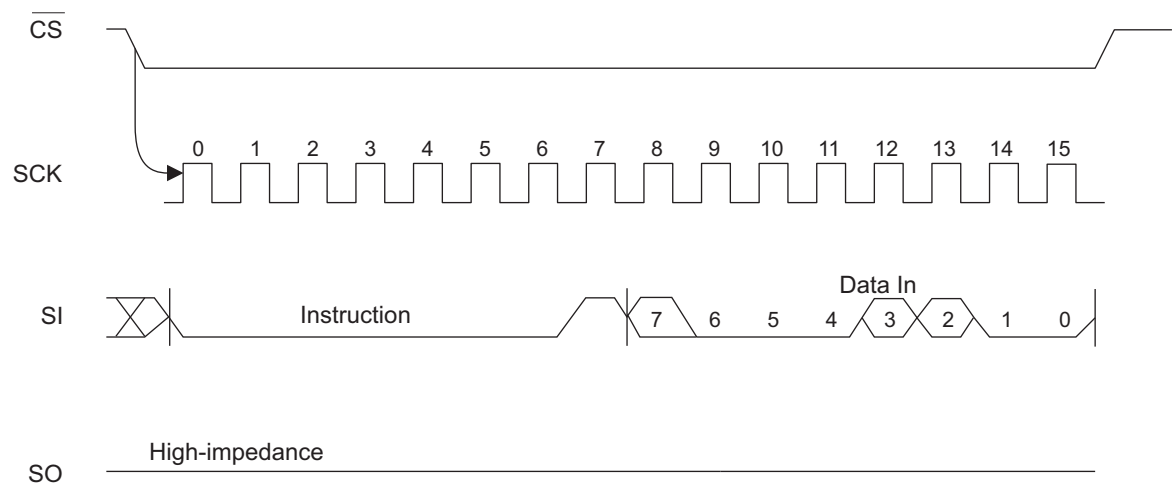 C̅S̅
0 1 2 3 4 5 6 7 8 9 10 11 12 13 14 15
SCK
Data In
SI
Instruction
7 6 5 4 3 2 1 0
High-impedance
SO